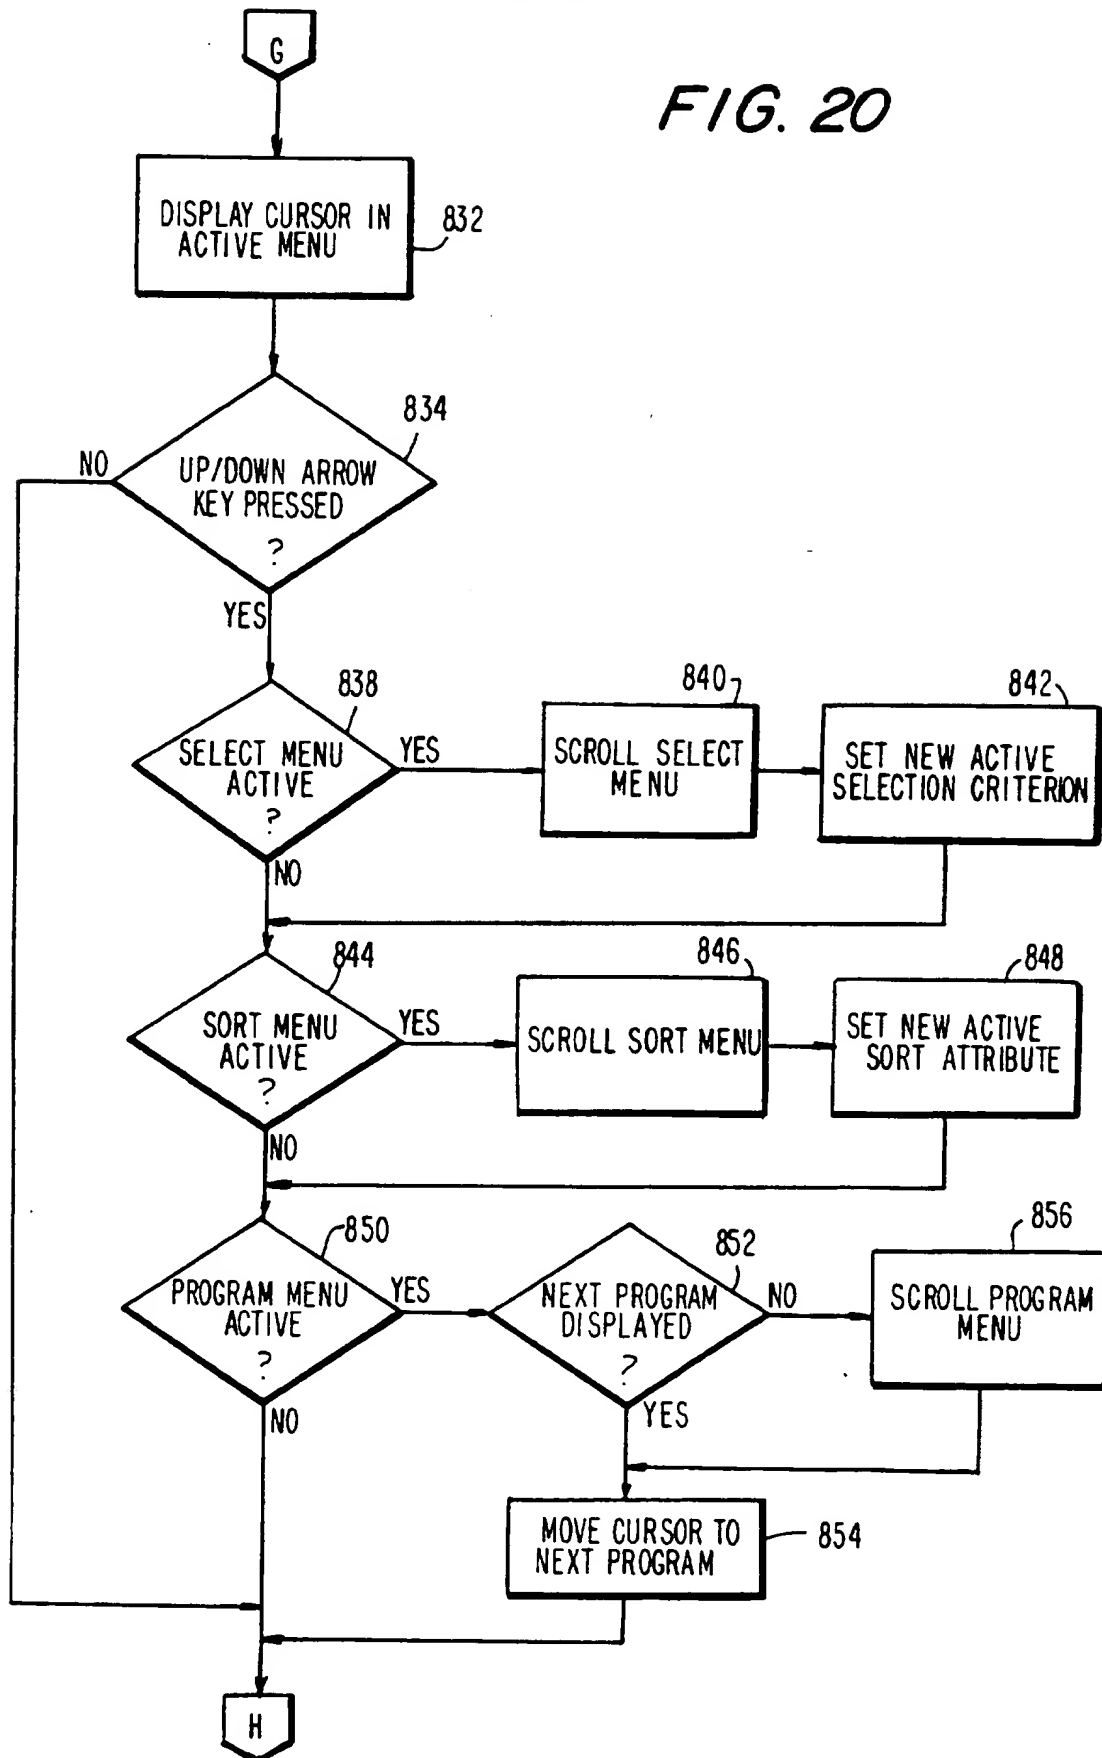 G
FIG. 20
DISPLAY CURSOR IN
ACTIVE MENU
832
834
NO
UP/DOWN ARROW
KEY PRESSED
?
YES
838
SELECT MENU
ACTIVE
?
YES
NO
840
SCROLL SELECT
MENU
842
SET NEW ACTIVE
SELECTION CRITERION
844
SORT MENU
ACTIVE
?
YES
NO
846
SCROLL SORT MENU
848
SET NEW ACTIVE
SORT ATTRIBUTE
850
PROGRAM MENU
ACTIVE
?
YES
NO
852
NEXT PROGRAM
DISPLAYED
?
NO
YES
856
SCROLL PROGRAM
MENU
MOVE CURSOR TO
NEXT PROGRAM
854
H